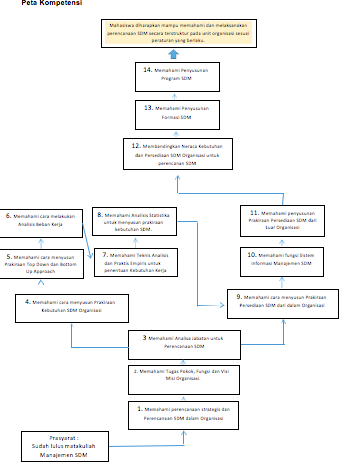 Peta Kompetensi
Mahasiswa diharapkan mampu memahami dan melaksanakan
perencanaan SDM secara terstruktur pada unit organisasi sesuai
peraturan yang berlaku.
14. Memahami Penyusunan
Program SDM
13. Memahami Penyusunan
Formasi SDM
12. Membandingkan Neraca Kebutuhan
dan Persediaan SDM Organisasi untuk
perencanaan SDM
6. Memahami cara melakukan
Analisis Beban Kerja
8. Memahami Analisis Statistika
untuk menyusun prakiraan
kebutuhan SDM.
11. Memahami penyusunan
Prakiraan Persediaan SDM dari
Luar Organisasi
5. Memahami cara menyusun
Prakiraan Top Down dan Bottom
Up Approach
7. Memahami Teknis Analisis
dan Praktik Empiris untuk
penentuan Kebutuhan Kerja
10. Memahami fungsi Sistem
Informasi Manajemen SDM
4. Memahami cara menyusun Prakiraan
Kebutuhan SDM Organisasi
9. Memahami cara menyusun Prakiraan
Persediaan SDM dari dalam Organisasi
3 Memahami Analisa Jabatan untuk
Perencanaan SDM
2. Memahami Tugas Pokok, Fungsi dan Visi
Misi Organisasi
1. Memahami perencanaan strategis dan
Perencanaan SDM dalam Organisasi
Prasyarat :
Sudah lulus matakuliah
Manajemen SDM